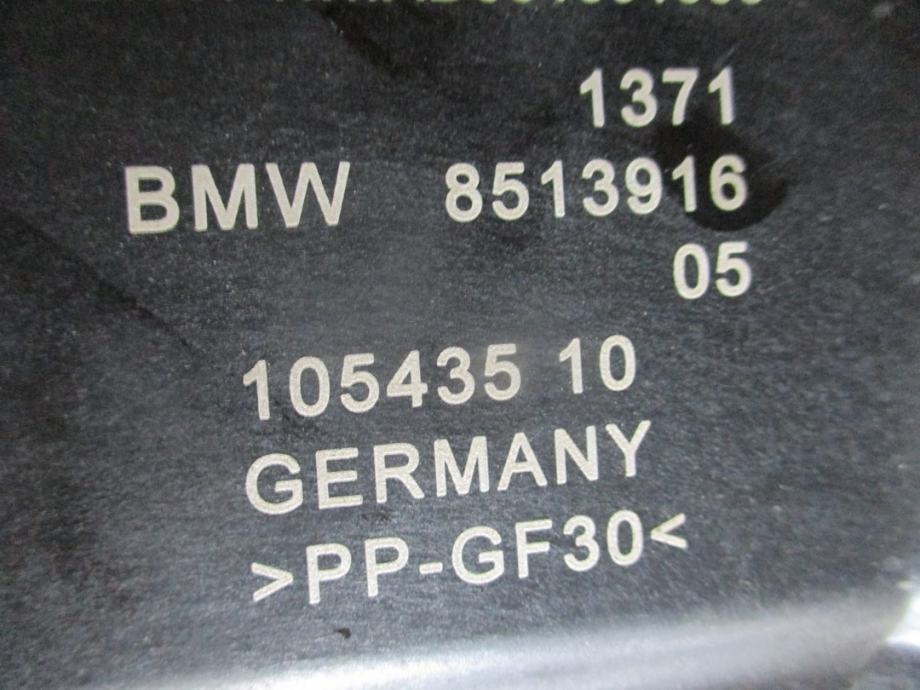 1371
BMW 8513916
05
105435 10
GERMANY
>PP-GF30<